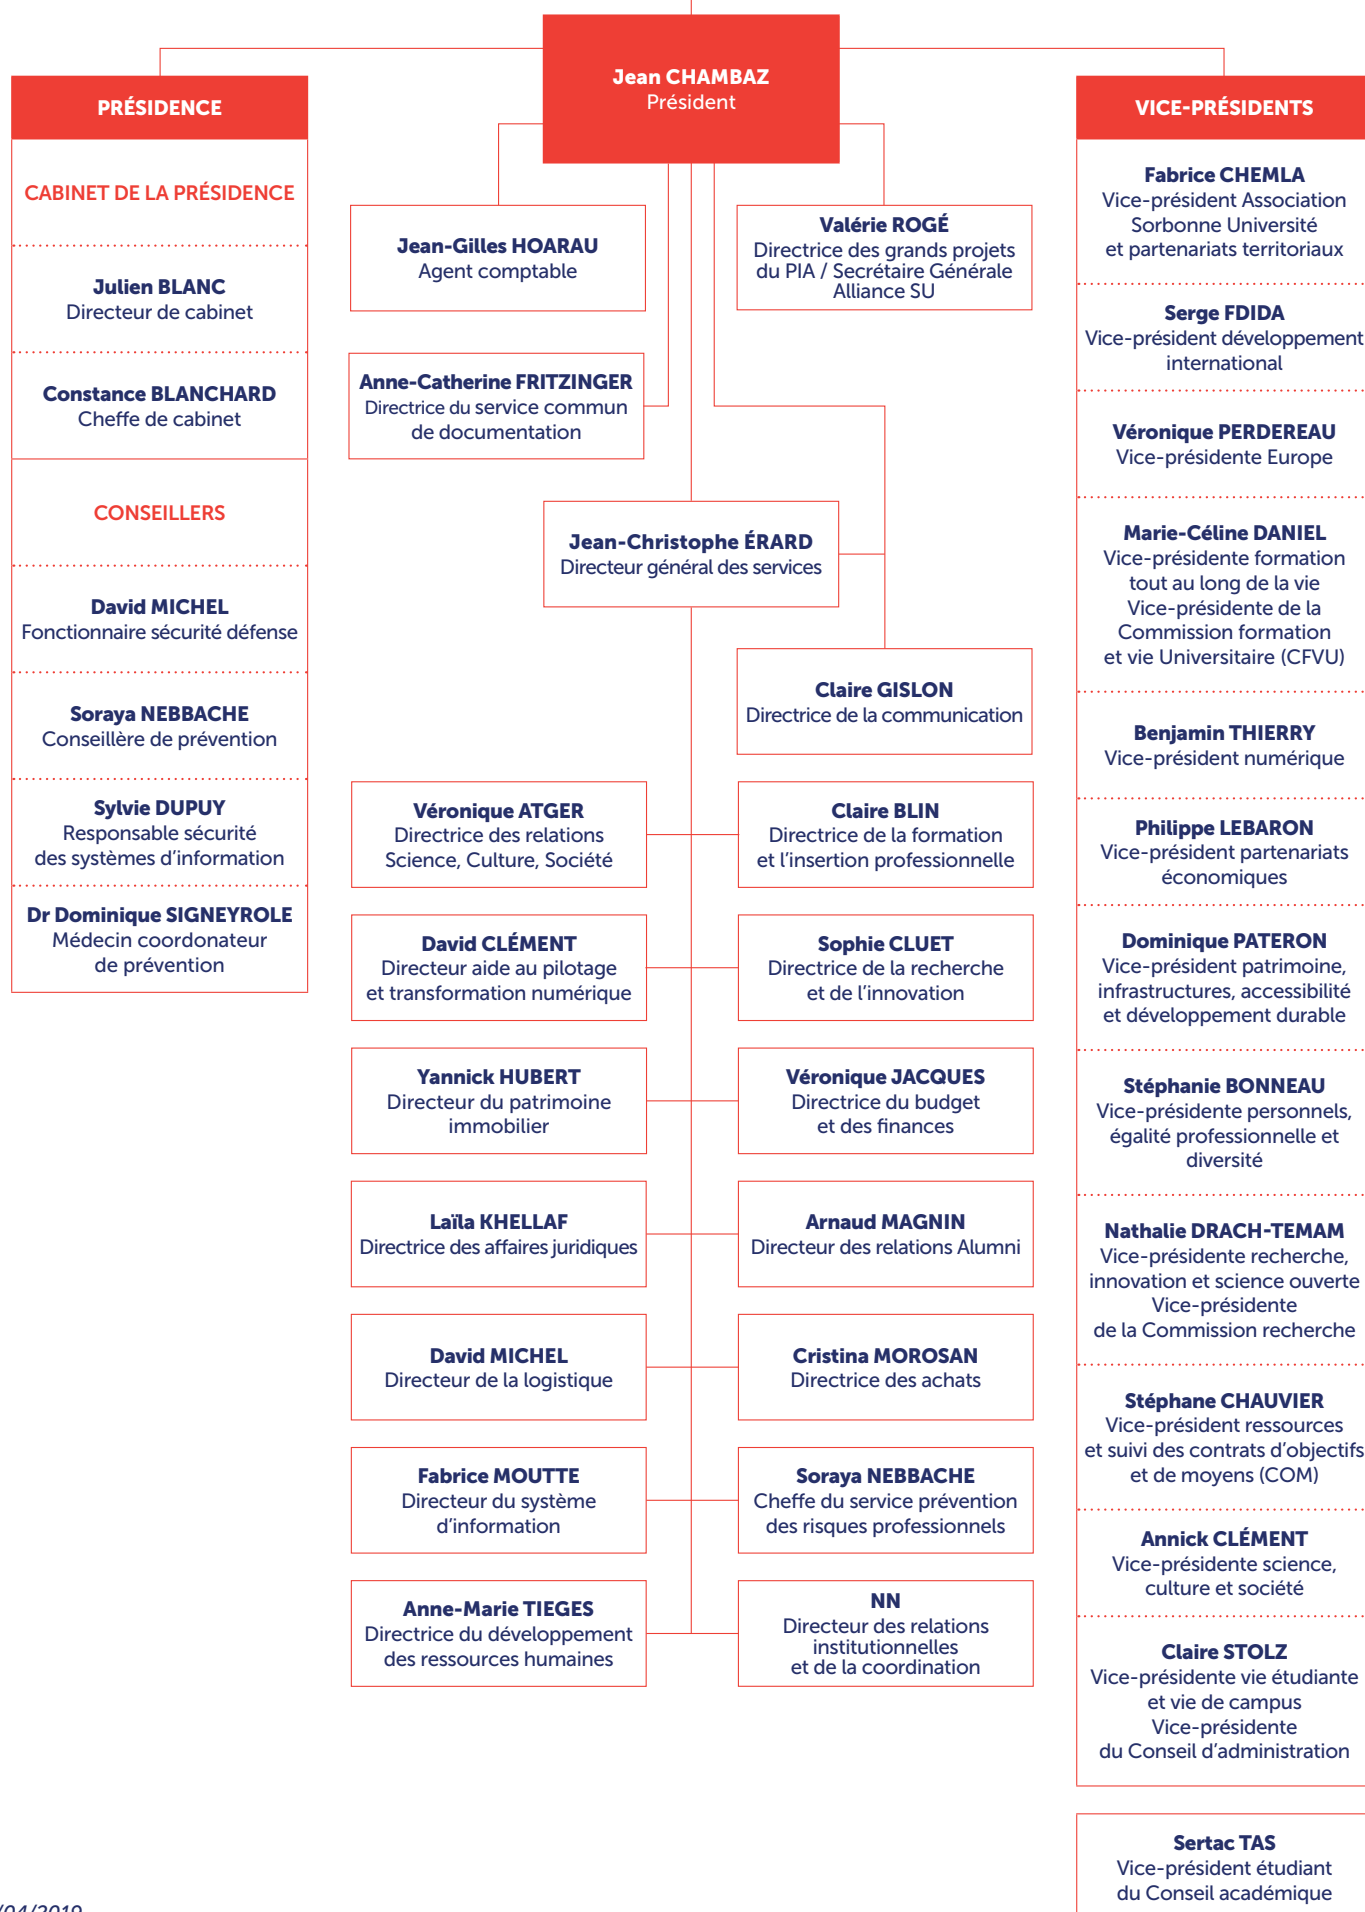 Jean CHAMBAZ
Président
PRÉSIDENCE
CABINET DE LA PRÉSIDENCE
Julien BLANC
Directeur de cabinet
Constance BLANCHARD
Cheffe de cabinet
CONSEILLERS
David MICHEL
Fonctionnaire sécurité défense
Soraya NEBBACHE
Conseillère de prévention
Sylvie DUPUY
Responsable sécurité
des systèmes d'information
Dr Dominique SIGNEYROLE
Médecin coordonateur
de prévention
Jean-Gilles HOARAU
Agent comptable
Valérie ROGÉ
Directrice des grands projets
du PIA / Secrétaire Générale
Alliance SU
Anne-Catherine FRITZINGER
Directrice du service commun
de documentation
Jean-Christophe ÉRARD
Directeur général des services
Claire GISLON
Directrice de la communication
Véronique ATGER
Directrice des relations
Science, Culture, Société
Claire BLIN
Directrice de la formation
et l'insertion professionnelle
David CLÉMENT
Directeur aide au pilotage
et transformation numérique
Sophie CLUET
Directrice de la recherche
et de l'innovation
Yannick HUBERT
Directeur du patrimoine
immobilier
Véronique JACQUES
Directrice du budget
et des finances
Laïla KHELLAF
Directrice des affaires juridiques
Arnaud MAGNIN
Directeur des relations Alumni
David MICHEL
Directeur de la logistique
Cristina MOROSAN
Directrice des achats
Fabrice MOUTTE
Directeur du système
d'information
Soraya NEBBACHE
Cheffe du service prévention
des risques professionnels
Anne-Marie TIEGES
Directrice du développement
des ressources humaines
NN
Directeur des relations
institutionnelles
et de la coordination
VICE-PRÉSIDENTS
Fabrice CHEMLA
Vice-président Association
Sorbonne Université
et partenariats territoriaux
Serge FDIDA
Vice-président développement
international
Véronique PERDEREAU
Vice-présidente Europe
Marie-Céline DANIEL
Vice-présidente formation
tout au long de la vie
Vice-présidente de la
Commission formation
et vie Universitaire (CFVU)
Benjamin THIERRY
Vice-président numérique
Philippe LEBARON
Vice-président partenariats
économiques
Dominique PATERON
Vice-président patrimoine,
infrastructures, accessibilité
et développement durable
Stéphanie BONNEAU
Vice-présidente personnels,
égalité professionnelle et
diversité
Nathalie DRACH-TEMAM
Vice-présidente recherche,
innovation et science ouverte
Vice-présidente
de la Commission recherche
Stéphane CHAUVIER
Vice-président ressources
et suivi des contrats d'objectifs
et de moyens (COM)
Annick CLÉMENT
Vice-présidente science,
culture et société
Claire STOLZ
Vice-présidente vie étudiante
et vie de campus
Vice-présidente
du Conseil d'administration
Sertac TAS
Vice-président étudiant
du Conseil académique